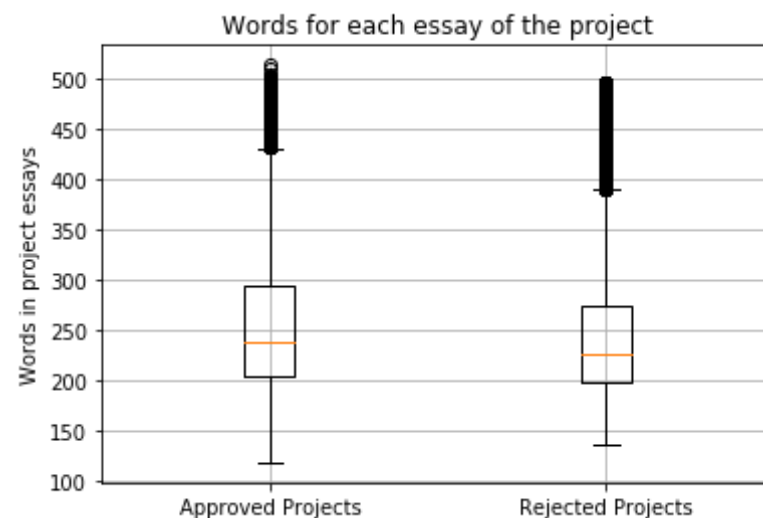 Words for each essay of the project
Words in project essays
500
450
400
350
300
250
200
150
100
Approved Projects
Rejected Projects